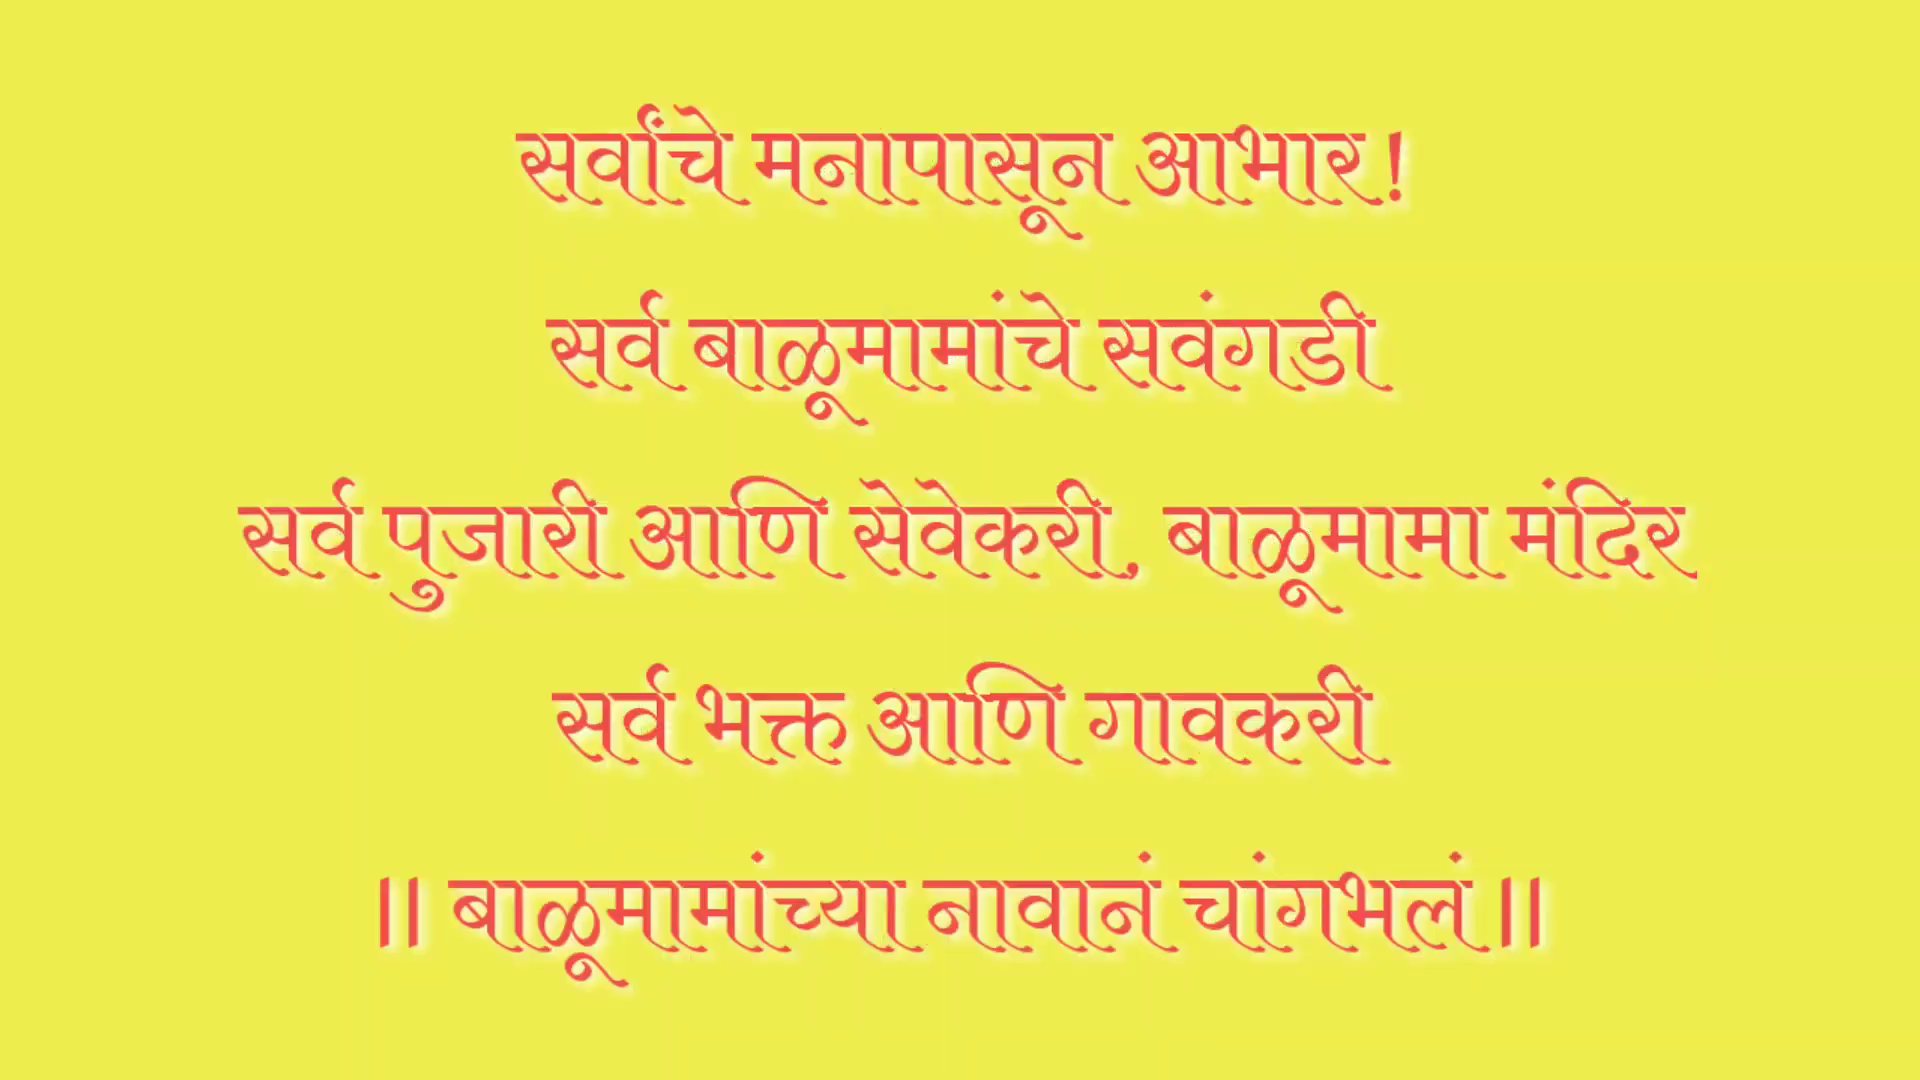 सर्वांचे मनापासून आभार!
सर्व बाळूमामांचे सवंगडी
सर्व पुजारी आणि सेवेकरी, बाळूमामा मंदिर
सर्व भक्त आणि गावकरी
॥ बाळूमामांच्या नावानं चांगभलं ॥